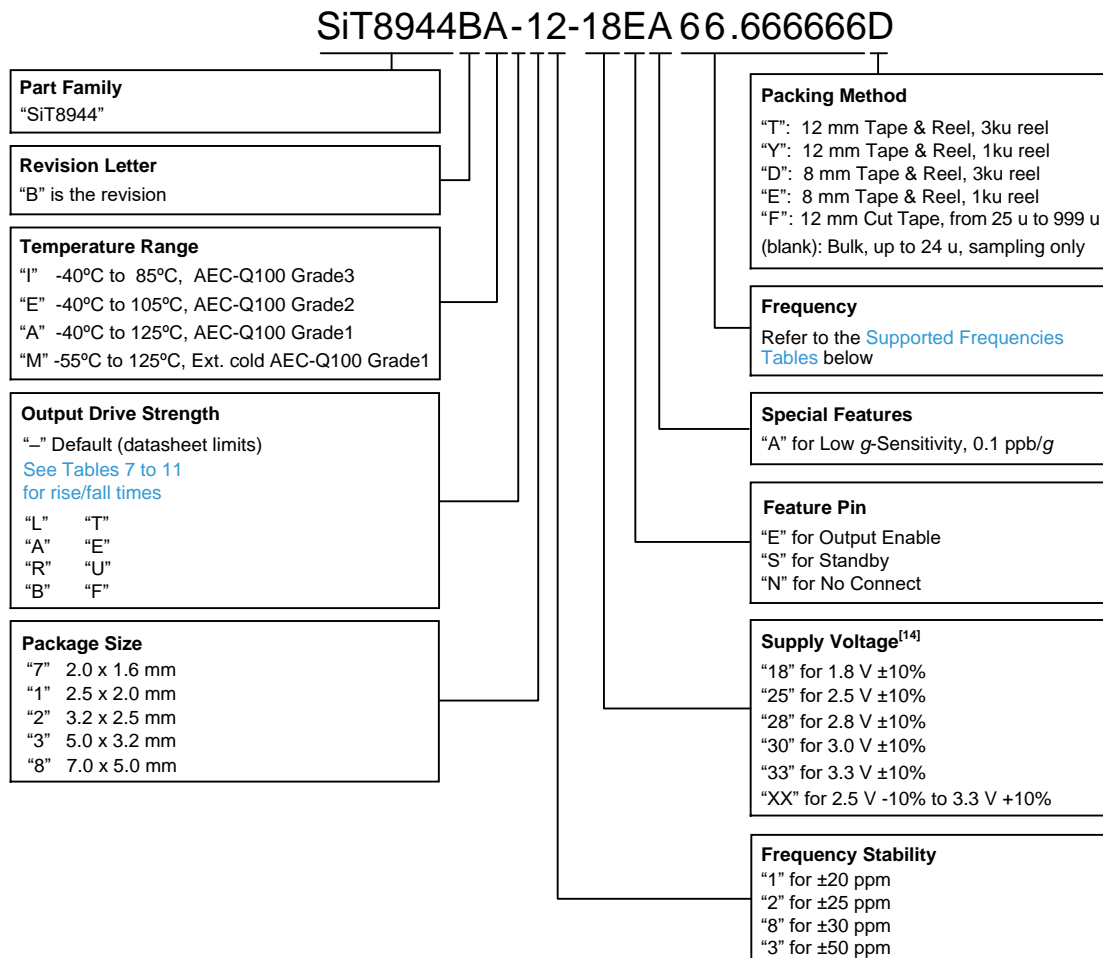 SiT8944BA-12-18EA66.666666D
Part Family
“SiT8944”
Revision Letter
“B” is the revision
Temperature Range
“I” -40ºC to 85ºC, AEC-Q100 Grade3
“E” -40ºC to 105ºC, AEC-Q100 Grade2
“A” -40ºC to 125ºC, AEC-Q100 Grade1
“M” -55ºC to 125ºC, Ext. cold AEC-Q100 Grade1
Output Drive Strength
“–” Default (datasheet limits)
See Tables 7 to 11
for rise/fall times
“L” “T”
“A” “E”
“R” “U”
“B” “F”
Package Size
“7” 2.0 x 1.6 mm
“1” 2.5 x 2.0 mm
“2” 3.2 x 2.5 mm
“3” 5.0 x 3.2 mm
“8” 7.0 x 5.0 mm
Packing Method
“T”: 12 mm Tape & Reel, 3ku reel
“Y”: 12 mm Tape & Reel, 1ku reel
“D”: 8 mm Tape & Reel, 3ku reel
“E”: 8 mm Tape & Reel, 1ku reel
“F”: 12 mm Cut Tape, from 25 u to 999 u
(blank): Bulk, up to 24 u, sampling only
Frequency
Refer to the Supported Frequencies
Tables below
Special Features
“A” for Low g-Sensitivity, 0.1 ppb/g
Feature Pin
“E” for Output Enable
“S” for Standby
“N” for No Connect
Supply Voltage[14]
“18” for 1.8 V ±10%
“25” for 2.5 V ±10%
“28” for 2.8 V ±10%
“30” for 3.0 V ±10%
“33” for 3.3 V ±10%
“XX” for 2.5 V -10% to 3.3 V +10%
Frequency Stability
“1” for ±20 ppm
“2” for ±25 ppm
“8” for ±30 ppm
“3” for ±50 ppm